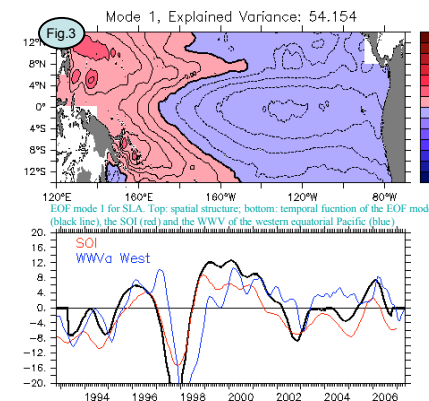 Mode 1, Explained Variance: 54.154
Fig.3
12°N
8°N
4°N
0°
4°S
8°S
12°S
120°E 160°E 160°W 120°W 80°W
EOF mode 1 for SLA. Top: spatial structure; bottom: temporal fucntion of the EOF mode
(black line), the SOI (red) and the WWV of the western equatorial Pacific (blue)
SOI
WWVa West
20.
16.
12.
8.
4.
0.
-4.
-8.
-12.
-16.
-20.
1994 1996 1998 2000 2002 2004 2006